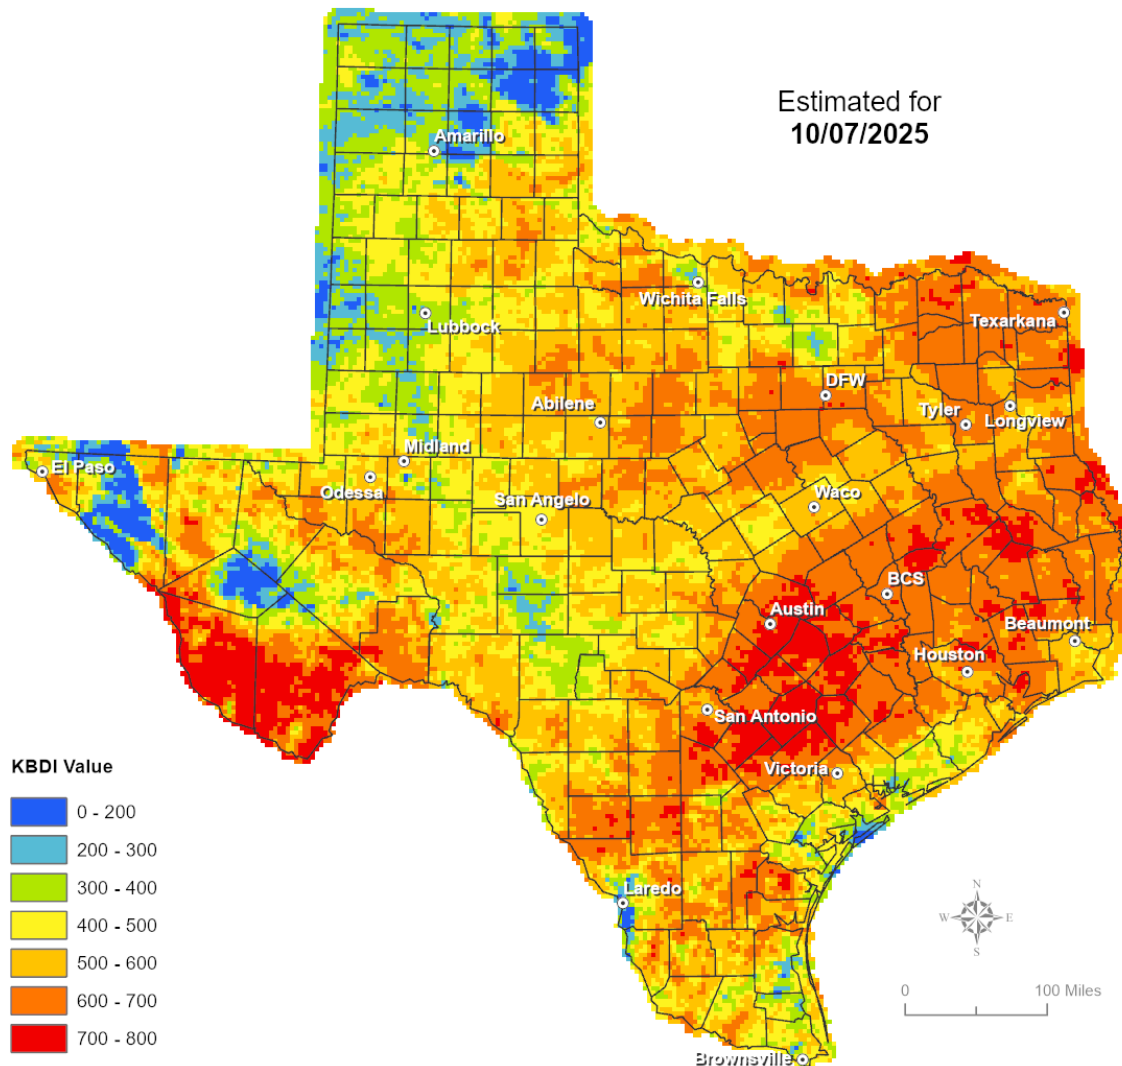 Estimated for
10/07/2025
Amarillo
Wichita Falls
Lubbock
Texarkana
DFW
Abilene
Tyler
Longview
Midland
El Paso
Odessa
San Angelo
Waco
BCS
Austin
Beaumont
Houston
San Antonio
Victoria
Laredo
Brownsville
KBDI Value
0 - 200
200 - 300
300 - 400
400 - 500
500 - 600
600 - 700
700 - 800
N
W E
S
0 100 Miles